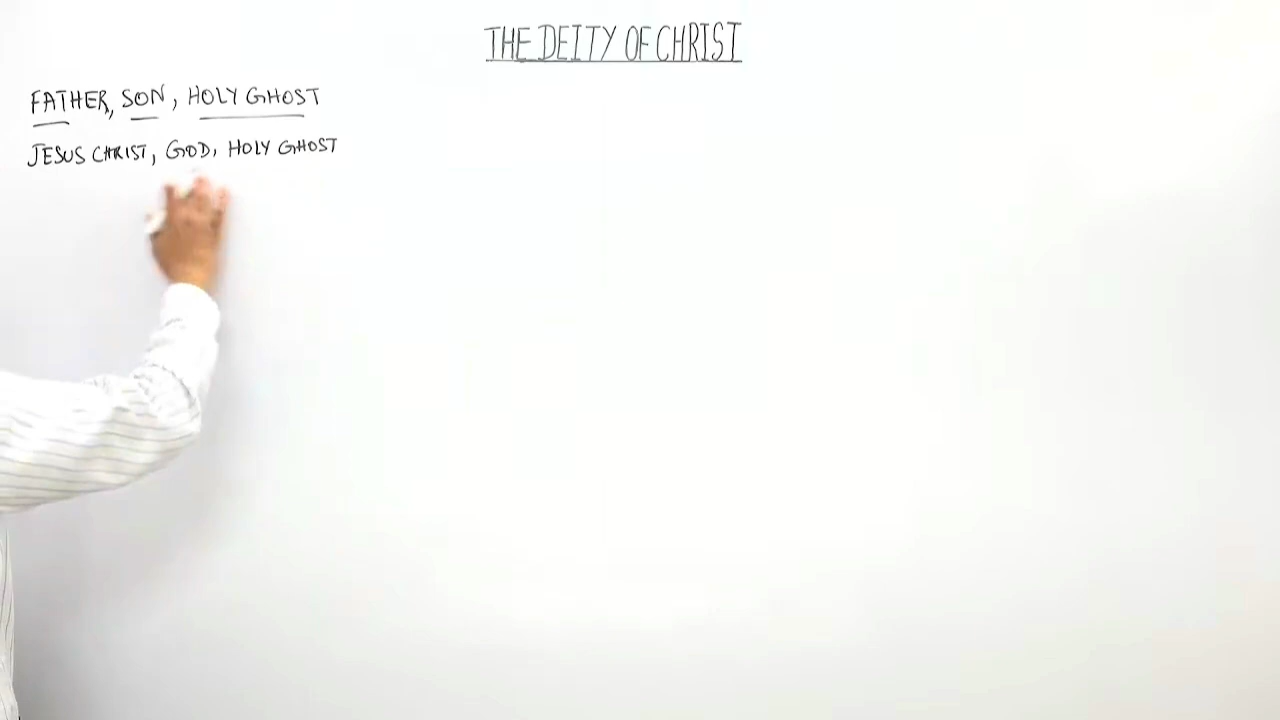 THE DEITY OF CHRIST
FATHER, SON, HOLY GHOST
JESUS CHRIST, GOD, HOLY GHOST